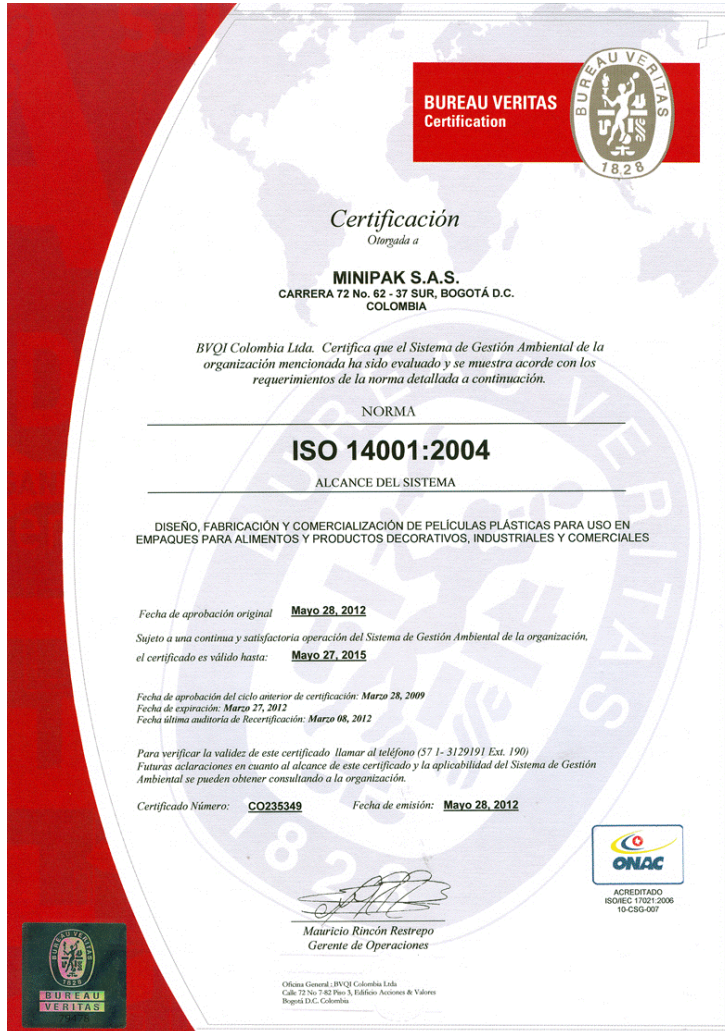 BUREAU VERITAS
Certification
BUREAU VERITAS
1828
Certificación
Otorgada a
MINIPAK S.A.S.
CARRERA 72 No. 62 - 37 SUR, BOGOTÁ D.C.
COLOMBIA
BVQI Colombia Ltda. Certifica que el Sistema de Gestión Ambiental de la
organización mencionada ha sido evaluado y se muestra acorde con los
requerimientos de la norma detallada a continuación.
NORMA
ISO 14001:2004
ALCANCE DEL SISTEMA
DISEÑO, FABRICACIÓN Y COMERCIALIZACIÓN DE PELÍCULAS PLÁSTICAS PARA USO EN
EMPAQUES PARA ALIMENTOS Y PRODUCTOS DECORATIVOS, INDUSTRIALES Y COMERCIALES
Fecha de aprobación original Mayo 28, 2012
Sujeto a una continua y satisfactoria operación del Sistema de Gestión Ambiental de la organización,
el certificado es válido hasta: Mayo 27, 2015
Fecha de aprobación del ciclo anterior de certificación: Marzo 28, 2009
Fecha de expiración: Marzo 27, 2012
Fecha última auditoría de Recertificación: Marzo 08, 2012
Para verificar la validez de este certificado llamar al teléfono (57 1- 3129191 Ext. 190)
Futuras aclaraciones en cuanto al alcance de este certificado y la aplicabilidad del Sistema de Gestión
Ambiental se pueden obtener consultando a la organización.
Certificado Número: CO235349 Fecha de emisión: Mayo 28, 2012
ONAC
ACREDITADO
ISO/IEC 17021:2006
10-CSG-007
Mauricio Rincón Restrepo
Gerente de Operaciones
Oficina General : BVQI Colombia Ltda
Calle 72 No 7-82 Piso 3, Edificio Acciones & Valores
Bogotá D.C. Colombia
BUREAU VERITAS
1828
BUREAU
VERITAS
BUREAU VERITAS
1828